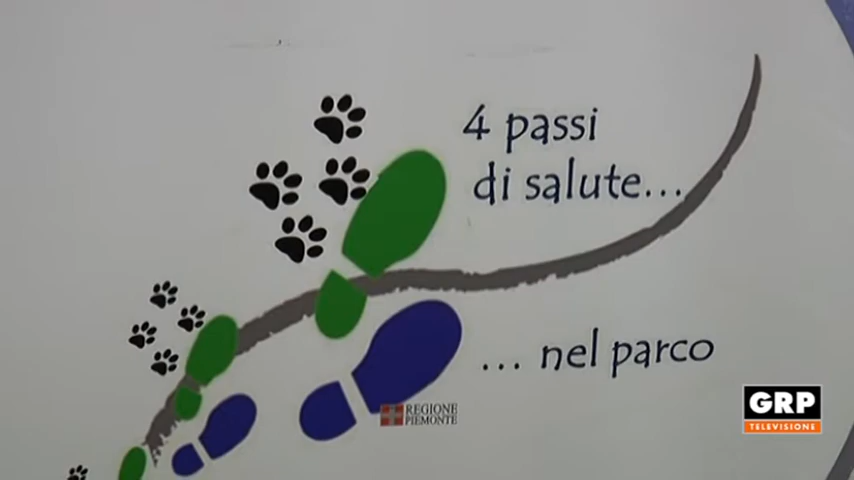 4 passi
di salute...
... nel parco
REGIONE
PIEMONTE
GRP
TELEVISIONE